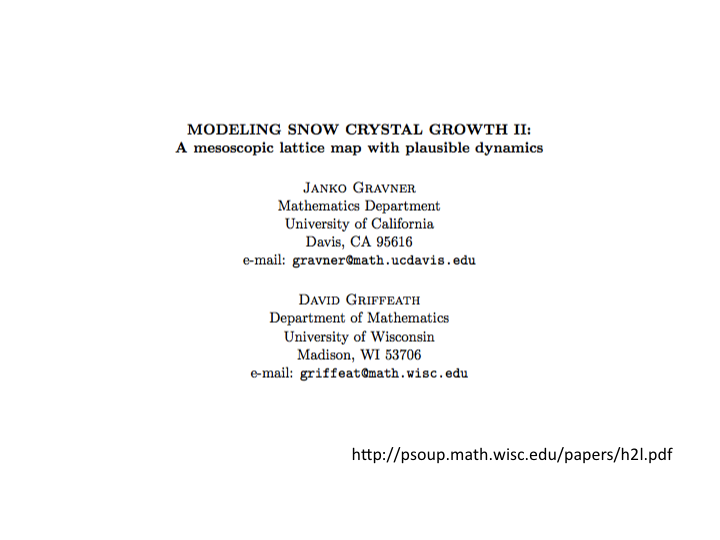 MODELING SNOW CRYSTAL GROWTH II:
A mesoscopic lattice map with plausible dynamics
JANKO GRAVNER
Mathematics Department
University of California
Davis, CA 95616
e-mail: gravner@math.ucdavis.edu
DAVID GRIFFEATH
Department of Mathematics
University of Wisconsin
Madison, WI 53706
e-mail: griffeat@math.wisc.edu
http://psoup.math.wisc.edu/papers/h2l.pdf